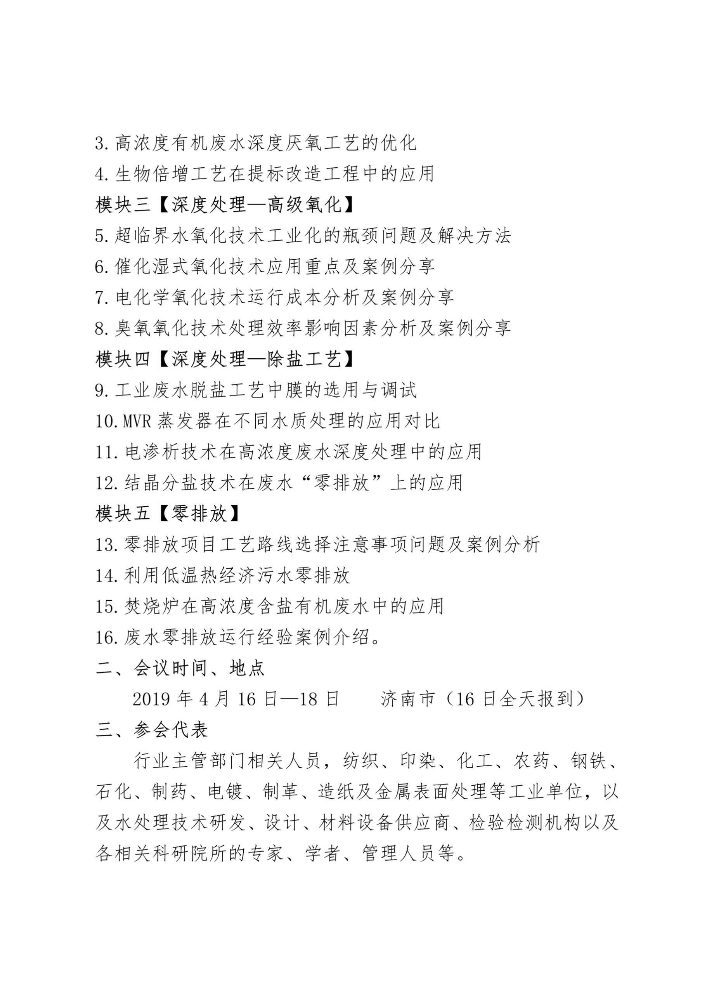 3.高浓度有机废水深度厌氧工艺的优化
4.生物倍增工艺在提标改造工程中的应用
模块三【深度处理—高级氧化】
5.超临界水氧化技术工业化的瓶颈问题及解决方法
6.催化湿式氧化技术应用重点及案例分享
7.电化学氧化技术运行成本分析及案例分享
8.臭氧氧化技术处理效率影响因素分析及案例分享
模块四【深度处理—除盐工艺】
9.工业废水脱盐工艺中膜的选用与调试
10.MVR 蒸发器在不同水质处理的应用对比
11.电渗析技术在高浓度废水深度处理中的应用
12.结晶分盐技术在废水“零排放”上的应用
模块五【零排放】
13.零排放项目工艺路线选择注意事项问题及案例分析
14.利用低温热经济污水零排放
15.焚烧炉在高浓度含盐有机废水中的应用
16.废水零排放运行经验案例介绍。
二、会议时间、地点
2019 年 4 月 16 日—18 日 济南市（16 日全天报到）
三、参会代表
行业主管部门相关人员，纺织、印染、化工、农药、钢铁、
石化、制药、电镀、制革、造纸及金属表面处理等工业单位，以
及水处理技术研发、设计、材料设备供应商、检验检测机构以及
各相关科研院所的专家、学者、管理人员等。